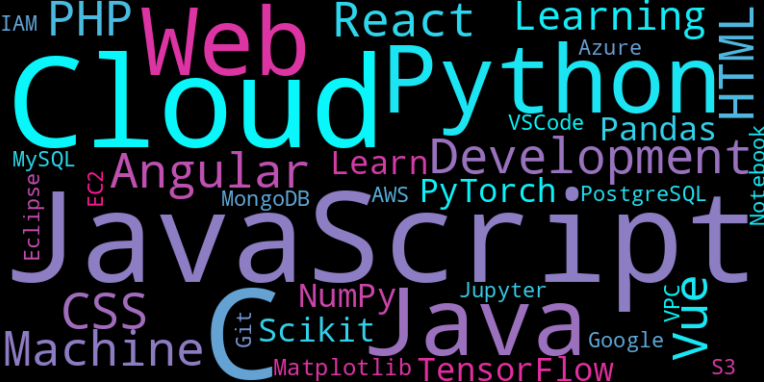 IAM
PHP
Web
React
Learning
Azure
HTML
Cloud
Python
VSCode
Pandas
MySQL
Angular
Learn
Development
Notebook
Eclipse
EC2
MongoDB
AWS
PyTorch
PostgreSQL
JavaScript
CSS
C
Git
NumPy
Java
Jupyter
VPC
Vue
Machine
Scikit
Google
Matplotlib
TensorFlow
S3